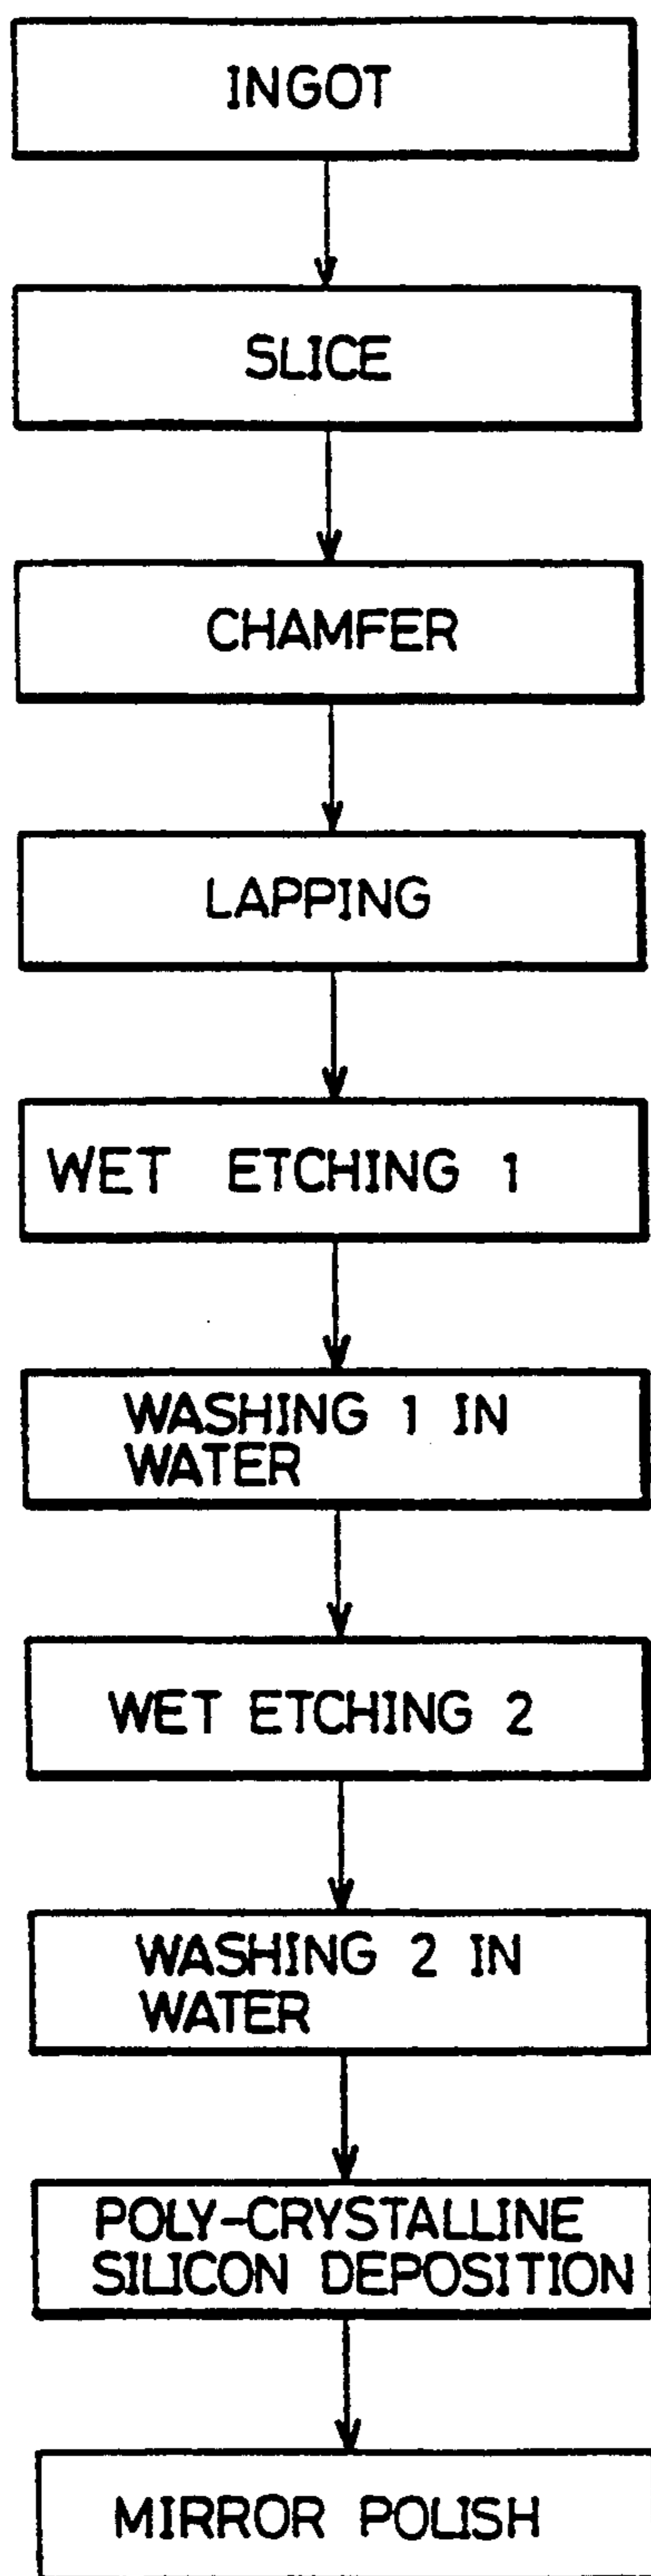 INGOT
SLICE
CHAMFER
LAPPING
WET ETCHING 1
WASHING 1 IN
WATER
WET ETCHING 2
WASHING 2 IN
WATER
POLY-CRYSTALLINE
SILICON DEPOSITION
MIRROR POLISH